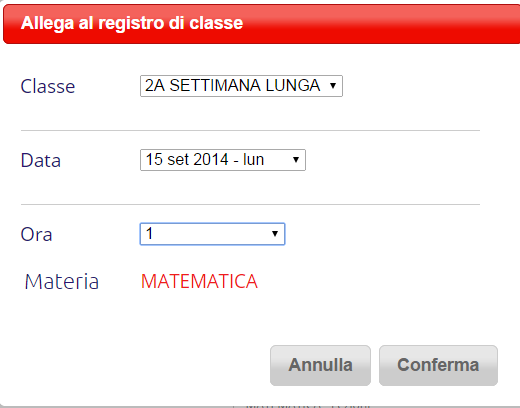 Allega al registro di classe
Classe 2A SETTIMANA LUNGA
Data 15 set 2014 - lun
Ora 1
Materia MATEMATICA
Annulla Conferma